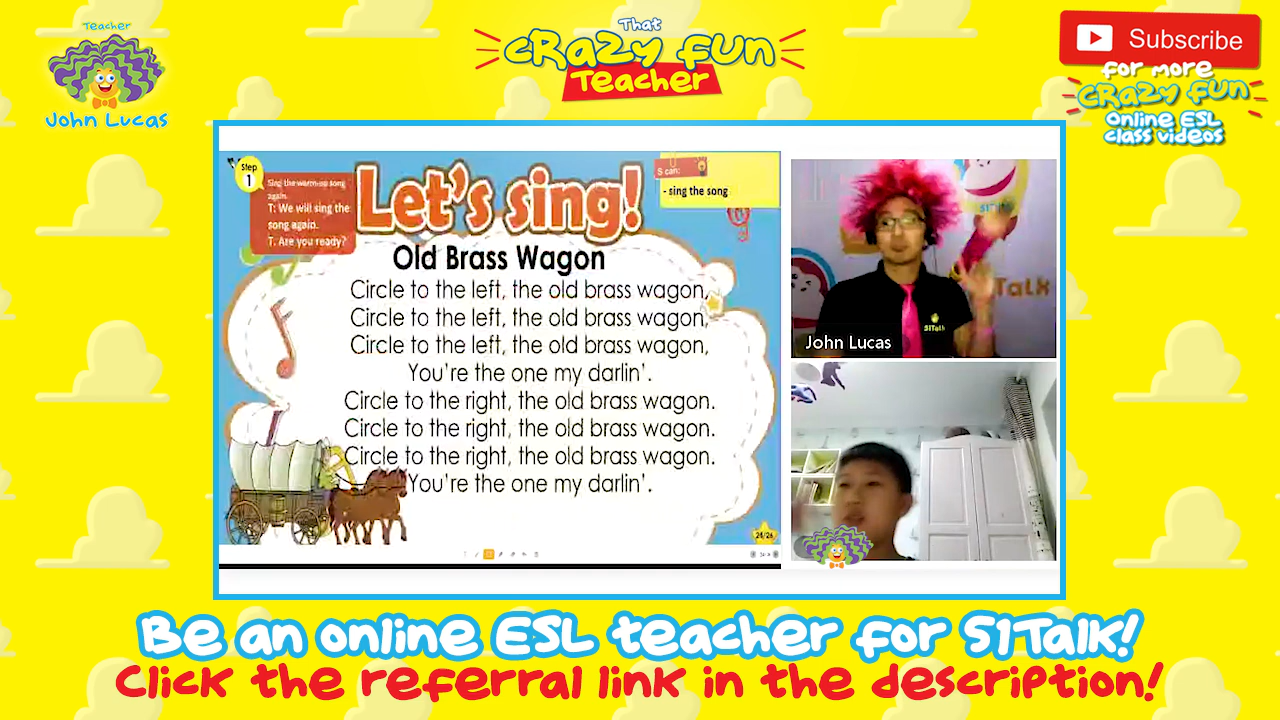 Teacher
John Lucas
That
Crazy Fun
Teacher
Subscribe
for more
Crazy Fun
Online ESL
class videos
Step
1
Sing the warm-up song
again.
T: We will sing the
song again.
T. Are you ready?
Let's sing!
S can:
- sing the song
Old Brass Wagon
Circle to the left, the old brass wagon,
Circle to the left, the old brass wagon,
Circle to the left, the old brass wagon,
You're the one my darlin'.
Circle to the right, the old brass wagon.
Circle to the right, the old brass wagon.
Circle to the right, the old brass wagon.
You're the one my darlin'.
Talk
51Talk
John Lucas
Be an online ESL teacher for 51Talk!
Click the referral link in the description!